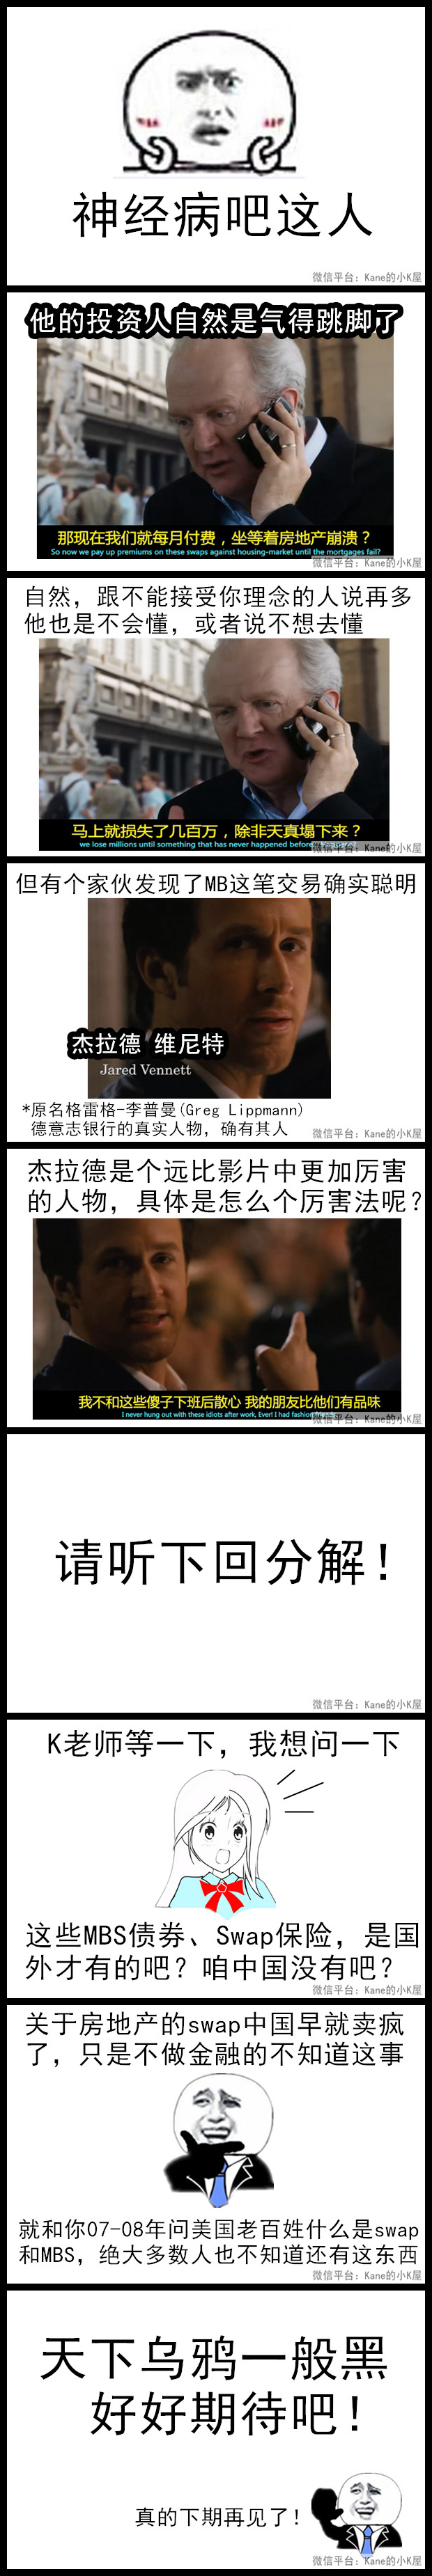 神经病吧这人
微信平台：Kane的小K屋
他的投资人自然是气得跳脚了
那现在我们就每月付费，坐等着房地产崩溃？
So now we pay up premiums on these swaps against housing-market until the mortgages fail?
微信平台：Kane的小K屋
自然，跟不能接受你理念的人说再多
他也是不会懂，或者说不想去懂
马上就损失了几百万，除非天真塌下来？
we lose millions until something that has never happened before
微信平台：Kane的小K屋
但有个家伙发现了MB这笔交易确实聪明
杰拉德 维尼特
Jared Vennett
*原名格雷格-李普曼(Greg Lippmann)
德意志银行的真实人物，确有其人
微信平台：Kane的小K屋
杰拉德是个远比影片中更加厉害
的人物，具体是怎么个厉害法呢？
我不和这些傻子下班后散心 我的朋友比他们有品味
I never hung out with these idiots after work, Ever! I had fashion
微信平台：Kane的小K屋
请听下回分解！
微信平台：Kane的小K屋
K老师等一下，我想问一下
这些MBS债券、Swap保险，是国
外才有的吧？咱中国没有吧？
微信平台：Kane的小K屋
关于房地产的swap中国早就卖疯
了，只是不做金融的不知道这事
就和你07-08年问美国老百姓什么是swap
和MBS，绝大多数人也不知道还有这东西
微信平台：Kane的小K屋
天下乌鸦一般黑
好好期待吧！
真的下期再见了！
微信平台：Kane的小K屋